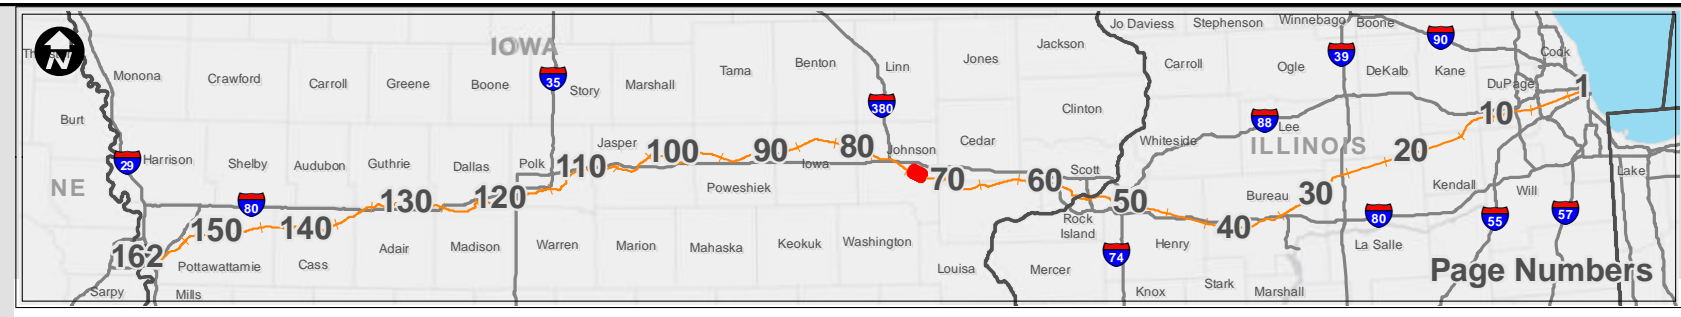 Jo Daviess
Stephenson
Winnebago
Boone
IOWA
Jackson
90
Cook
N
39
Monona
Crawford
Carroll
Greene
Boone
35
Story
Marshall
Tama
Benton
Linn
Jones
Carroll
Ogle
DeKalb
Kane
DuPage
1
Burt
380
Clinton
88
Lee
10
Whiteside
ILLINOIS
29
Harrison
Shelby
Audubon
Guthrie
Dallas
Polk
110
Jasper
100
90
Iowa
80
Johnson
Cedar
Scott
20
Lake
NE
80
130
120
Poweshiek
70
60
50
Bureau
30
Kendall
Will
162
150
140
Adair
Madison
Warren
Marion
Mahaska
Keokuk
Washington
Rock
Island
74
Henry
40
80
La Salle
55
57
Pottawattamie
Cass
Louisa
Mercer
Stark
Marshall
Page Numbers
Sarpy
Mills
Knox